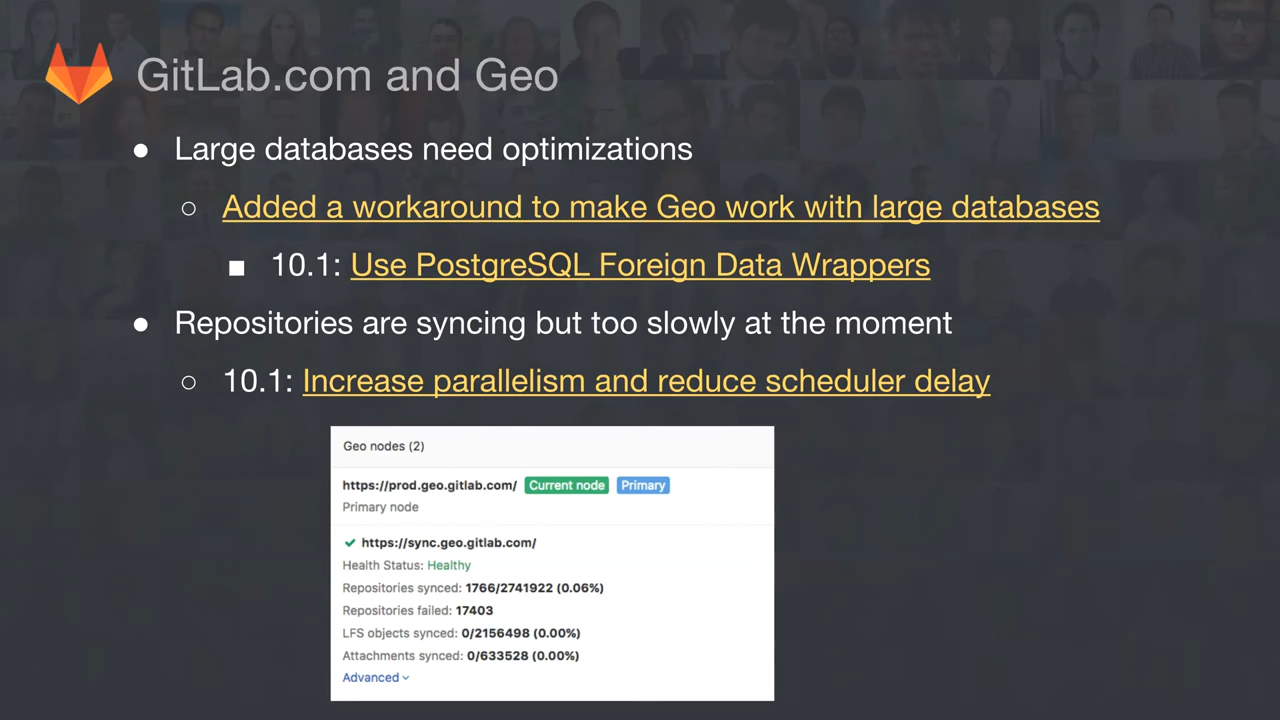 GitLab.com and Geo
● Large databases need optimizations
○ Added a workaround to make Geo work with large databases
■ 10.1: Use PostgreSQL Foreign Data Wrappers
● Repositories are syncing but too slowly at the moment
○ 10.1: Increase parallelism and reduce scheduler delay
Geo nodes (2)
https://prod.geo.gitlab.com/ Current node Primary
Primary node
✔ https://sync.geo.gitlab.com/
Health Status: Healthy
Repositories synced: 1766/2741922 (0.06%)
Repositories failed: 17403
LFS objects synced: 0/2156498 (0.00%)
Attachments synced: 0/633528 (0.00%)
Advanced